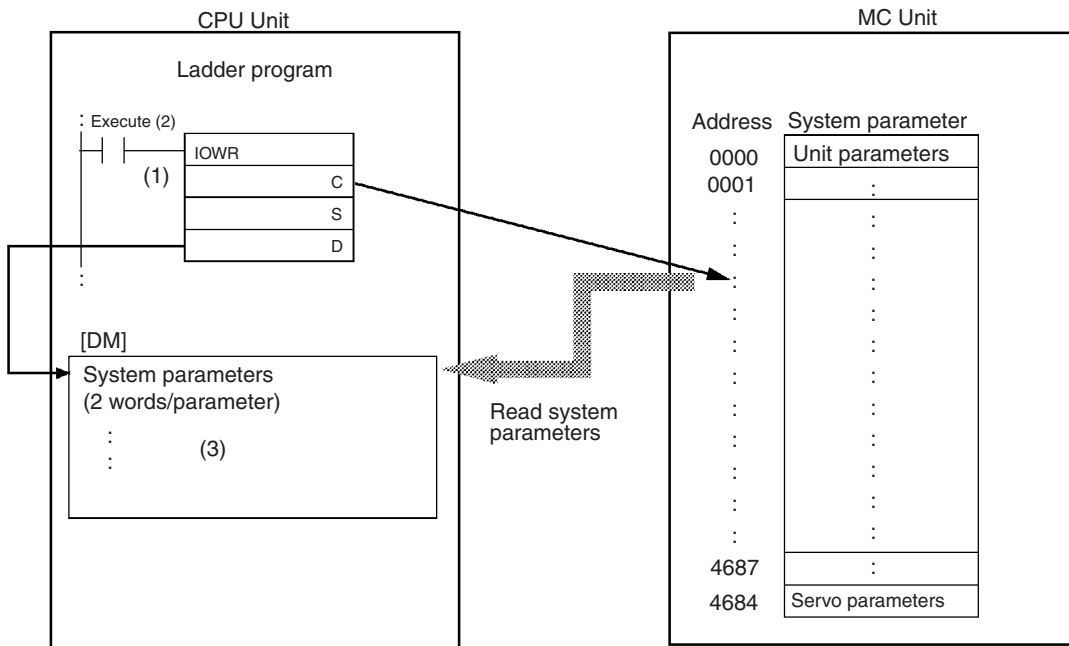 CPU Unit
Ladder program
: Execute (2)
(1)
IOWR
C
S
D
:
[DM]
System parameters
(2 words/parameter)
:
:
(3)
Read system
parameters
MC Unit
Address System parameter
0000 Unit parameters
0001 :
: :
: :
: :
: :
: :
: :
: :
: :
: :
: :
: :
4687 :
4684 Servo parameters